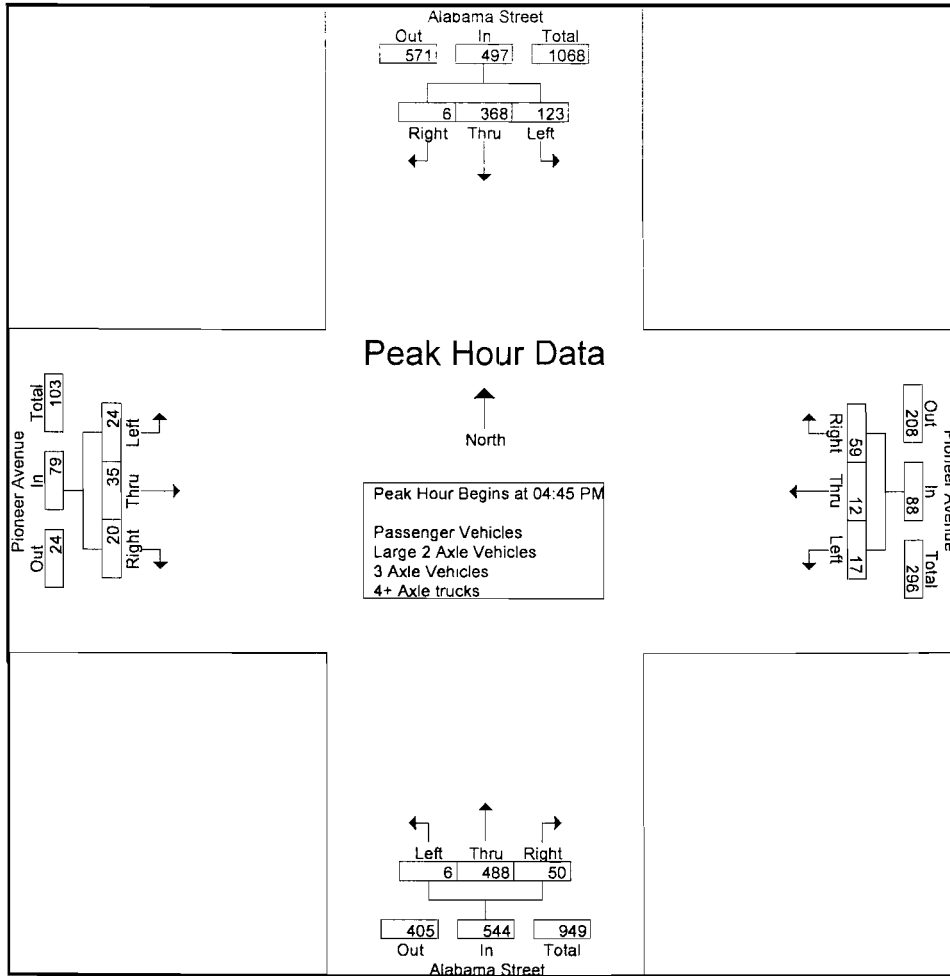 Alabama Street
Out In Total
571 497 1068
6 368 123
Right Thru Left
Peak Hour Data
North
Peak Hour Begins at 04:45 PM
Passenger Vehicles
Large 2 Axle Vehicles
3 Axle Vehicles
4+ Axle trucks
Pioneer Avenue
Out In Total
24 79 103
20 35 24
Right Thru Left
Pioneer Avenue
Out In Total
208 88 296
59 12 17
Right Thru Left
Left Thru Right
6 488 50
405 544 949
Out In Total
Alabama Street